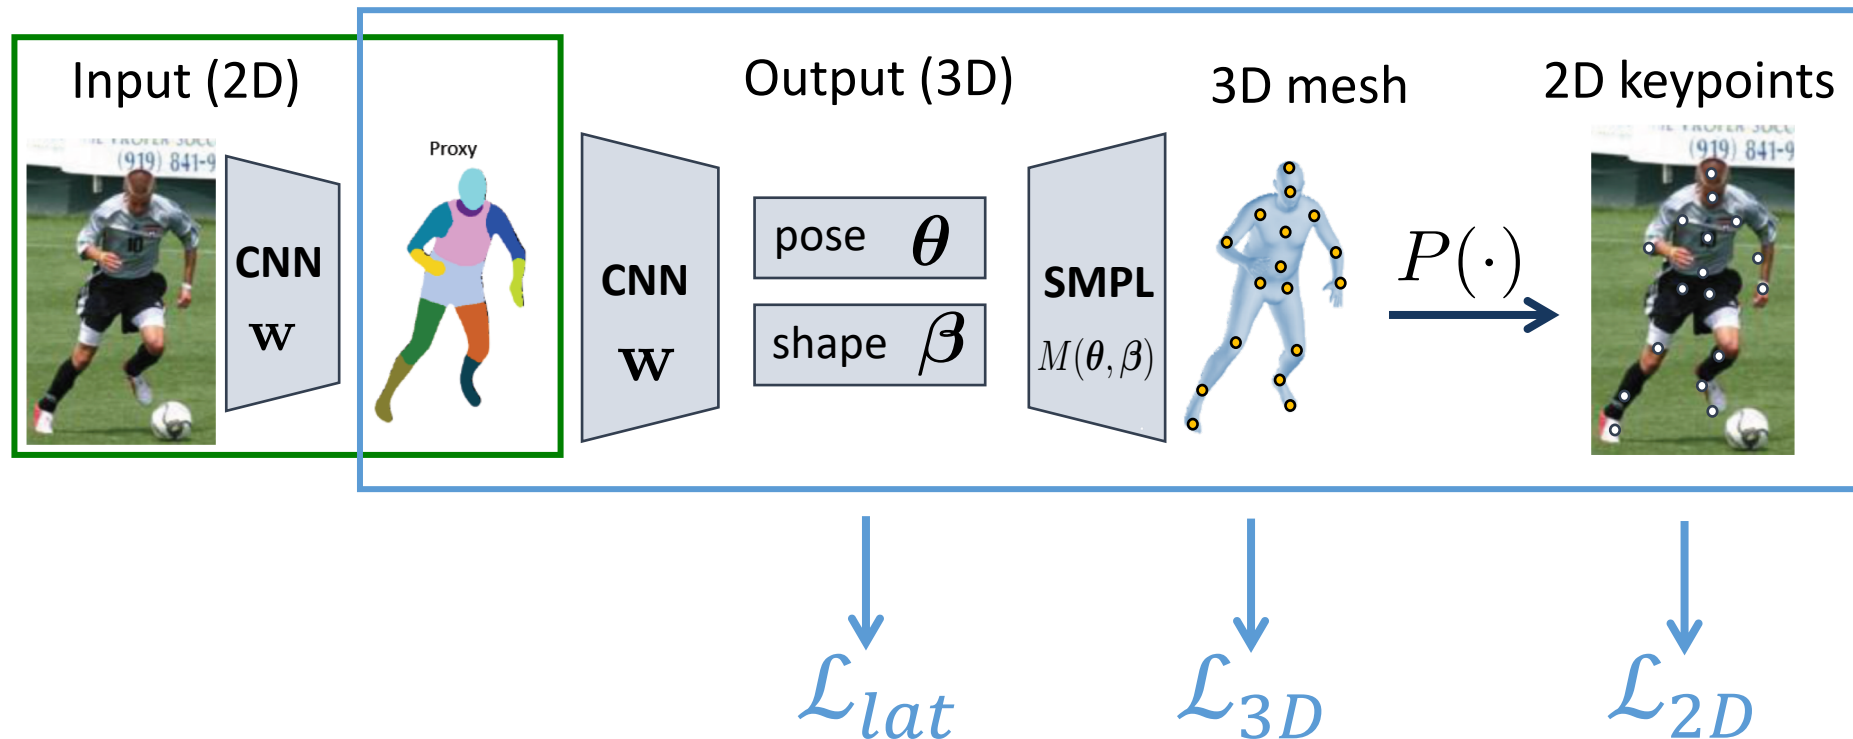 Input (2D)
Output (3D)
3D mesh
2D keypoints
Proxy
(919) 841-9
(919) 841-9
10
CNN
w
CNN
w
pose θ
shape β
SMPL
M(θ, β)
P(·)
ℒlat
ℒ3D
ℒ2D